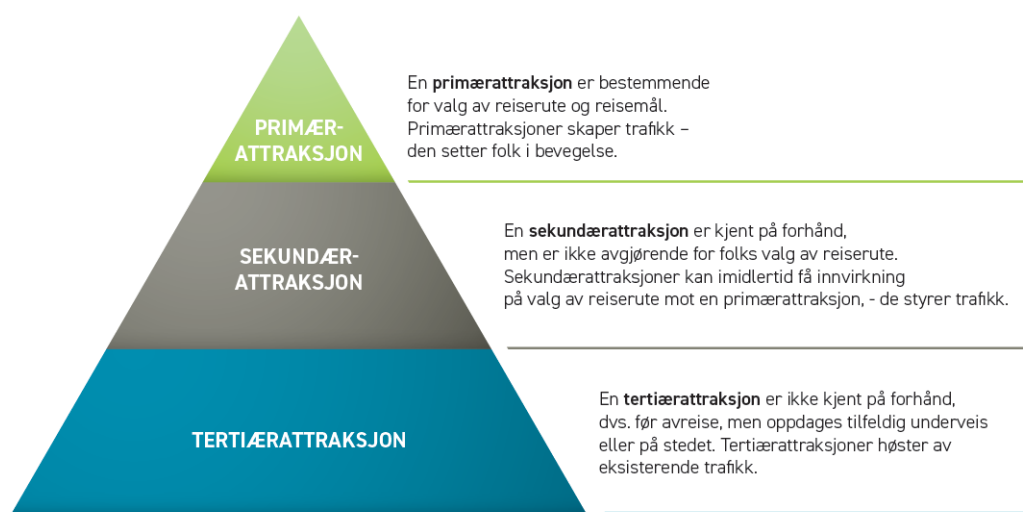 PRIMÆR-
ATTRAKSJON
En primærattraksjon er bestemmende
for valg av reiserute og reisemål.
Primærattraksjoner skaper trafikk –
den setter folk i bevegelse.
SEKUNDÆR-
ATTRAKSJON
En sekundærattraksjon er kjent på forhånd,
men er ikke avgjørende for folks valg av reiserute.
Sekundærattraksjoner kan imidlertid få innvirkning
på valg av reiserute mot en primærattraksjon, - de styrer trafikk.
TERTIÆRATTRAKSJON
En tertiærattraksjon er ikke kjent på forhånd,
dvs. før avreise, men oppdages tilfeldig underveis
eller på stedet. Tertiærattraksjoner høster av
eksisterende trafikk.